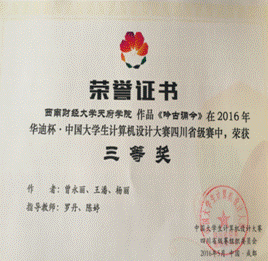 荣誉证书
西南财经大学天府学院 作品《吟古诵今》在2016年
华迪杯·中国大学生计算机设计大赛四川省级赛中,荣获
三等奖
作者:曾永丽、王潘、杨丽
指导教师:罗丹、陈婷
中国大学生计算机设计大赛
四川省级赛组织委员会
2016年5月 中国·成都